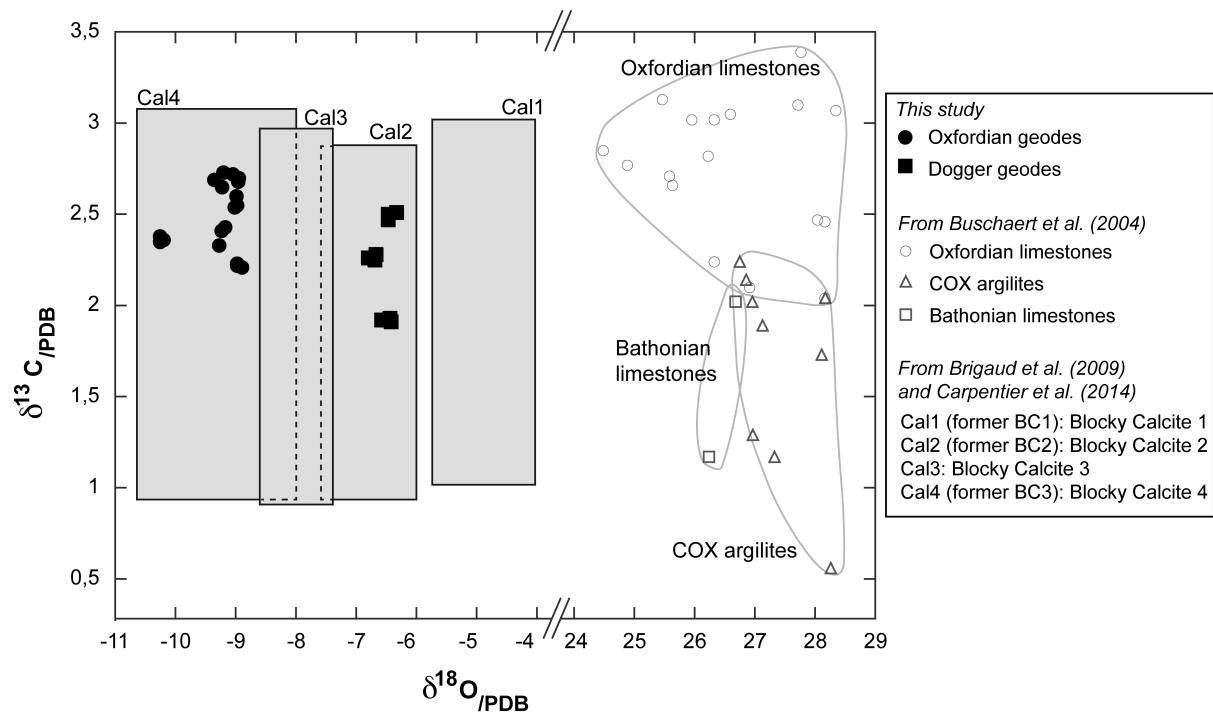 3,5
3
2,5
2
1,5
1
0,5
δ13 C/PDB
-11 -10 -9 -8 -7 -6 -5 -4 24 25 26 27 28 29
δ18O/PDB
Cal4
Cal3
Cal2
Cal1
Oxfordian limestones
Bathonian
limestones
COX argilites
This study
Oxfordian geodes
Dogger geodes
From Buschaert et al. (2004)
Oxfordian limestones
COX argilites
Bathonian limestones
From Brigaud et al. (2009)
and Carpentier et al. (2014)
Cal1 (former BC1): Blocky Calcite 1
Cal2 (former BC2): Blocky Calcite 2
Cal3: Blocky Calcite 3
Cal4 (former BC3): Blocky Calcite 4